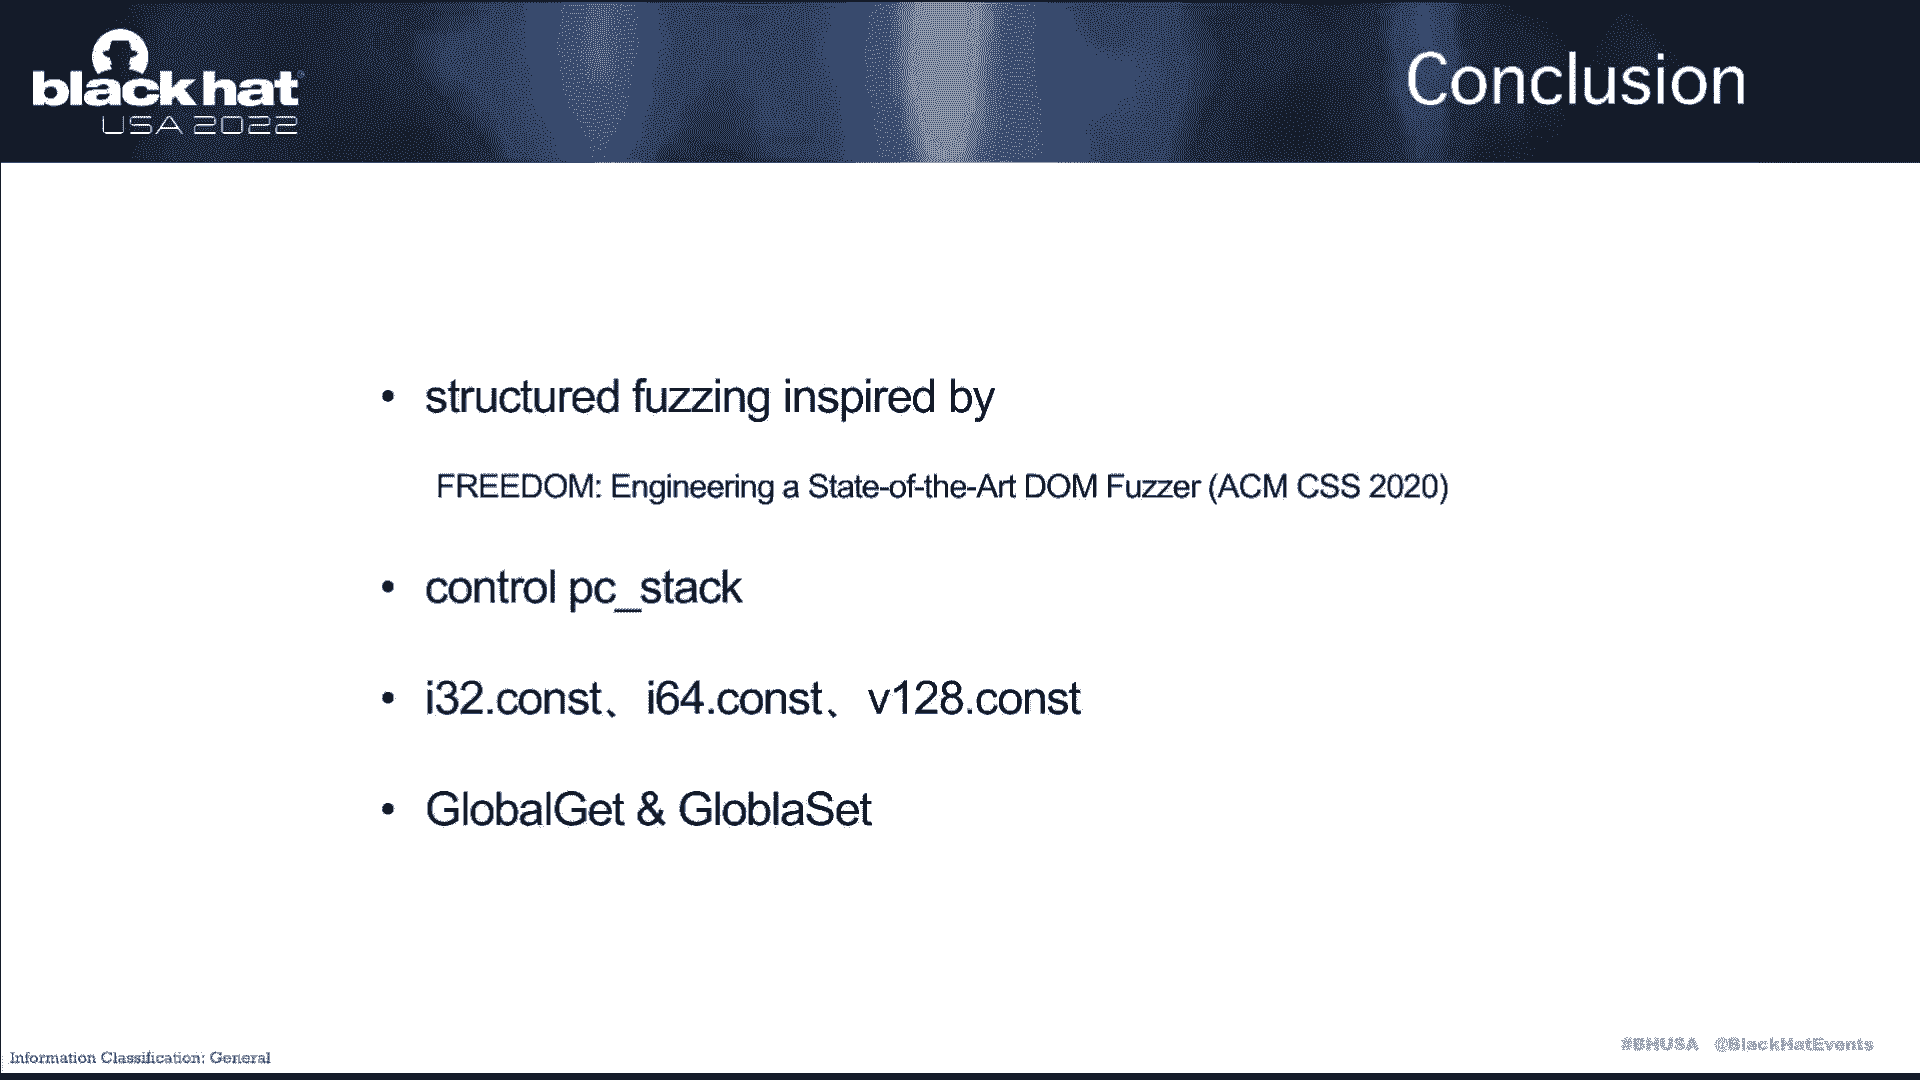 black hat
USA 2022
Conclusion
• structured fuzzing inspired by
FREEDOM: Engineering a State-of-the-Art DOM Fuzzer (ACM CSS 2020)
• control pc_stack
• i32.const、i64.const、v128.const
• GlobalGet & GloblaSet
Information Classification: General
#BHUSA @BlackHatEvents